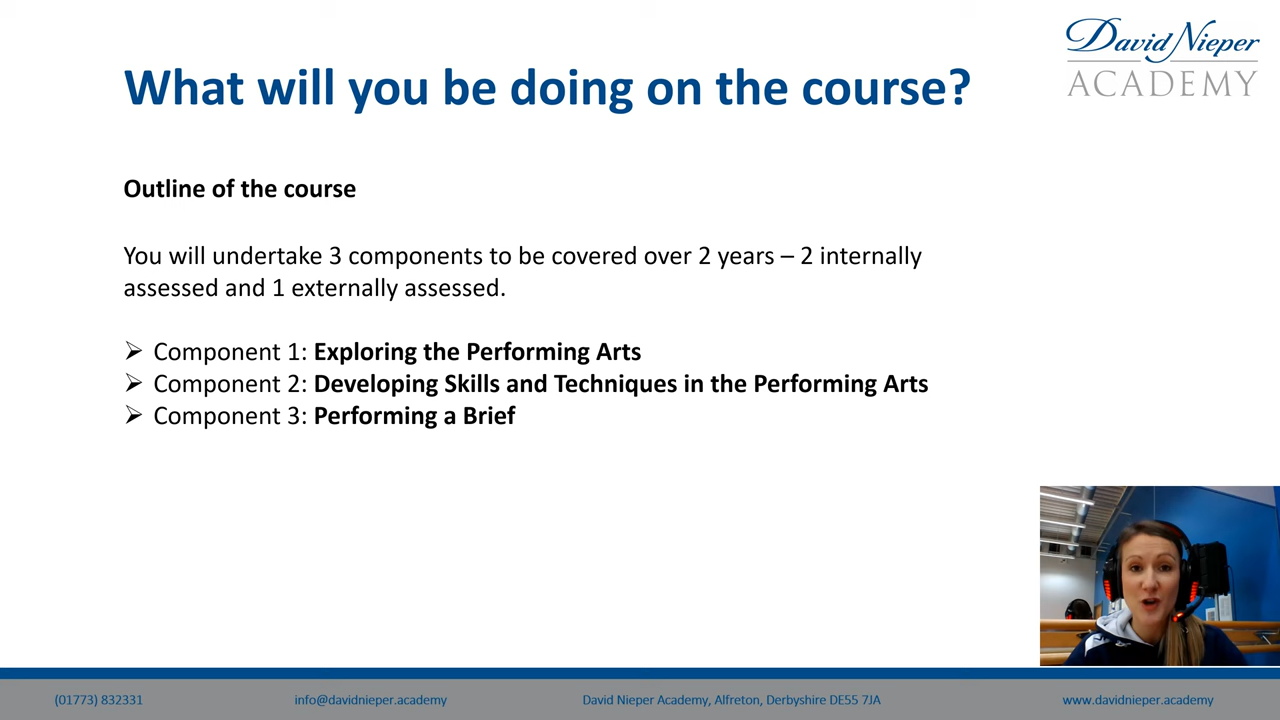 David Nieper
ACADEMY
What will you be doing on the course?
Outline of the course
You will undertake 3 components to be covered over 2 years – 2 internally
assessed and 1 externally assessed.
Component 1: Exploring the Performing Arts
Component 2: Developing Skills and Techniques in the Performing Arts
Component 3: Performing a Brief
(01773) 832331
info@davidnieper.academy
David Nieper Academy, Alfreton, Derbyshire DE55 7JA
www.davidnieper.academy